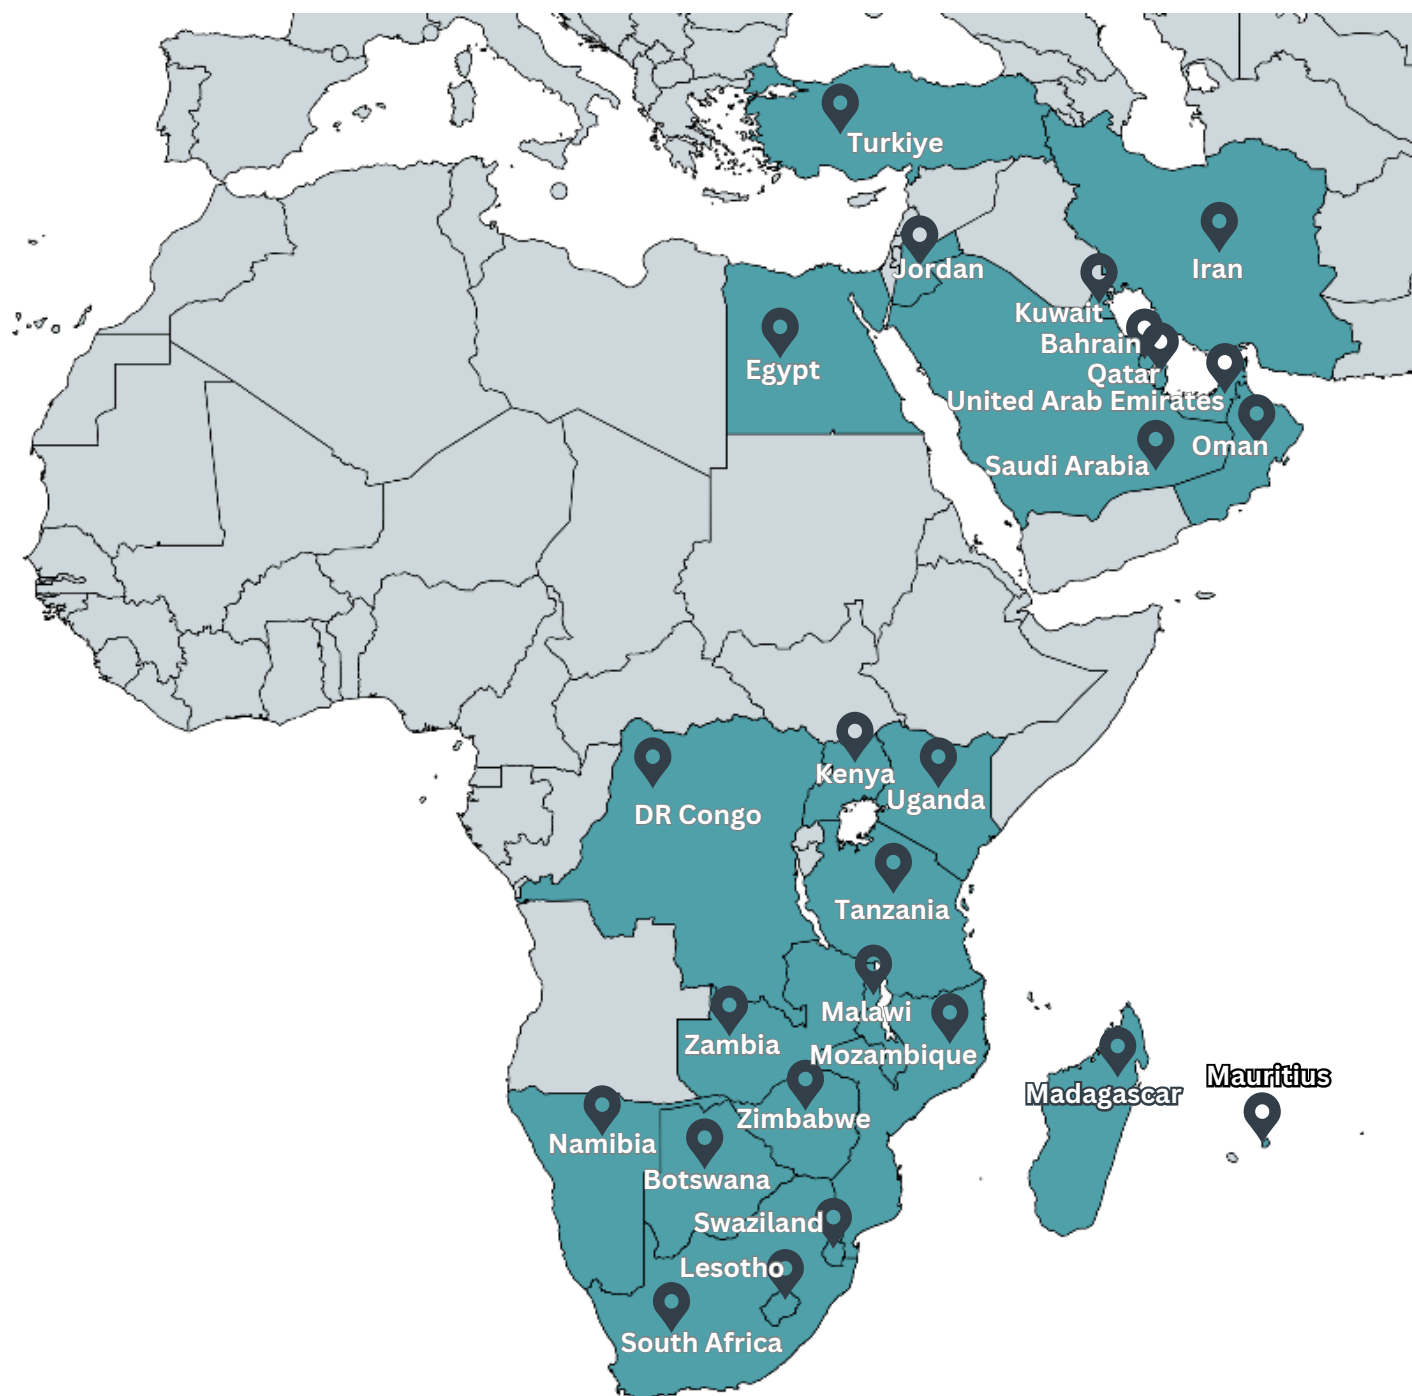 Turkiye
Jordan
Iran
Kuwait
Bahrain
Egypt
Qatar
United Arab Emirates
Oman
Saudi Arabia
Kenya
Uganda
DR Congo
Tanzania
Malawi
Zambia
Mozambique
Mauritius
Madagascar
Zimbabwe
Namibia
Botswana
Swaziland
Lesotho
South Africa